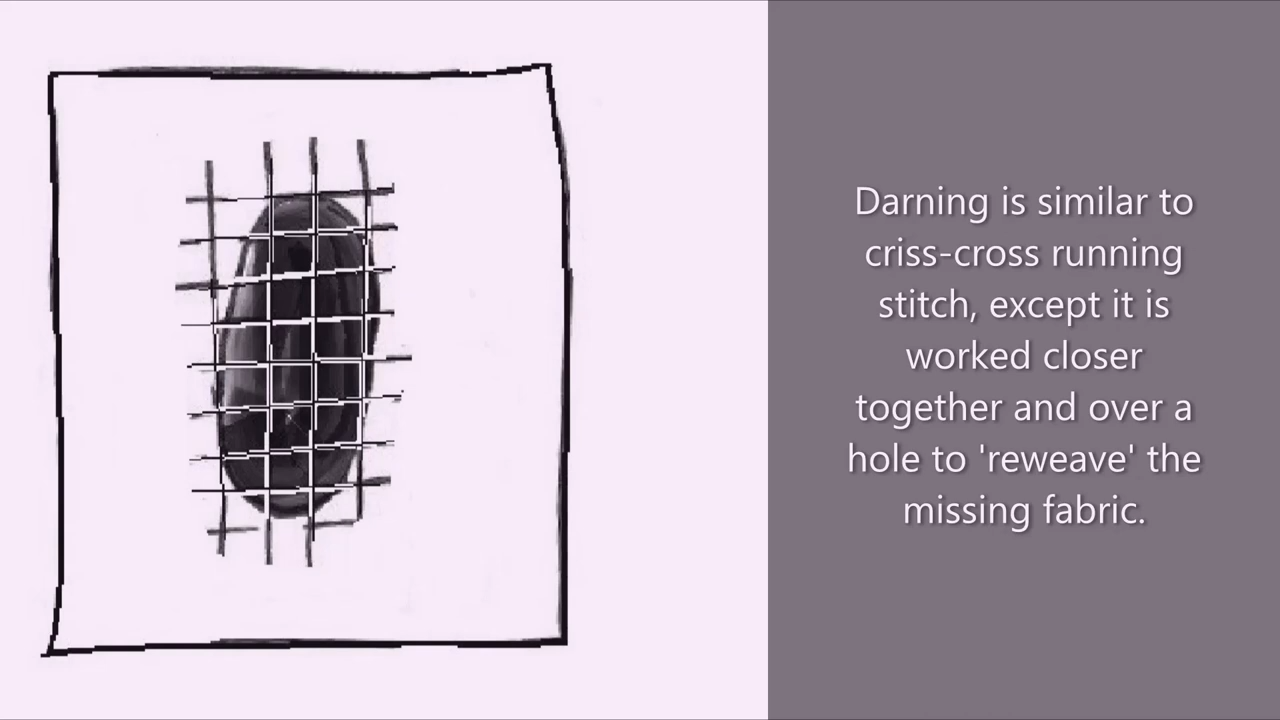 Darning is similar to
criss-cross running
stitch, except it is
worked closer
together and over a
hole to 'reweave' the
missing fabric.